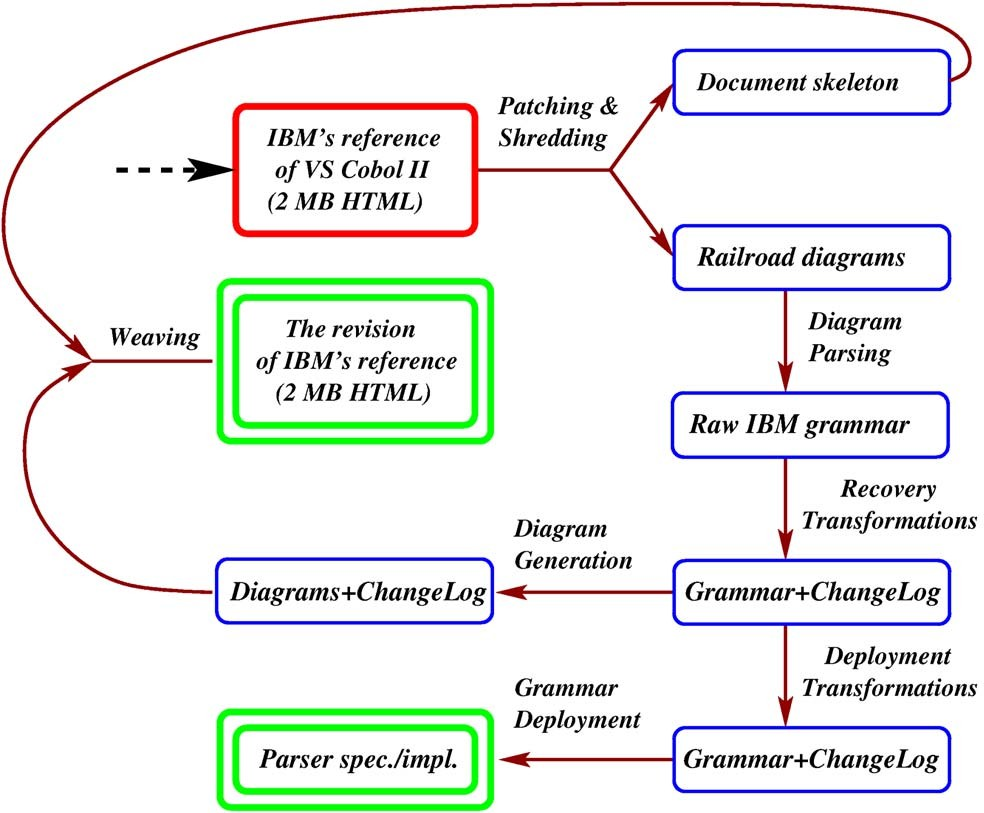 Document skeleton
Patching &
Shredding
IBM's reference
of VS Cobol II
(2 MB HTML)
Railroad diagrams
Weaving
The revision
of IBM's reference
(2 MB HTML)
Diagram
Parsing
Raw IBM grammar
Recovery
Transformations
Diagram
Generation
Diagrams+ChangeLog
Grammar+ChangeLog
Deployment
Transformations
Grammar
Deployment
Parser spec./impl.
Grammar+ChangeLog